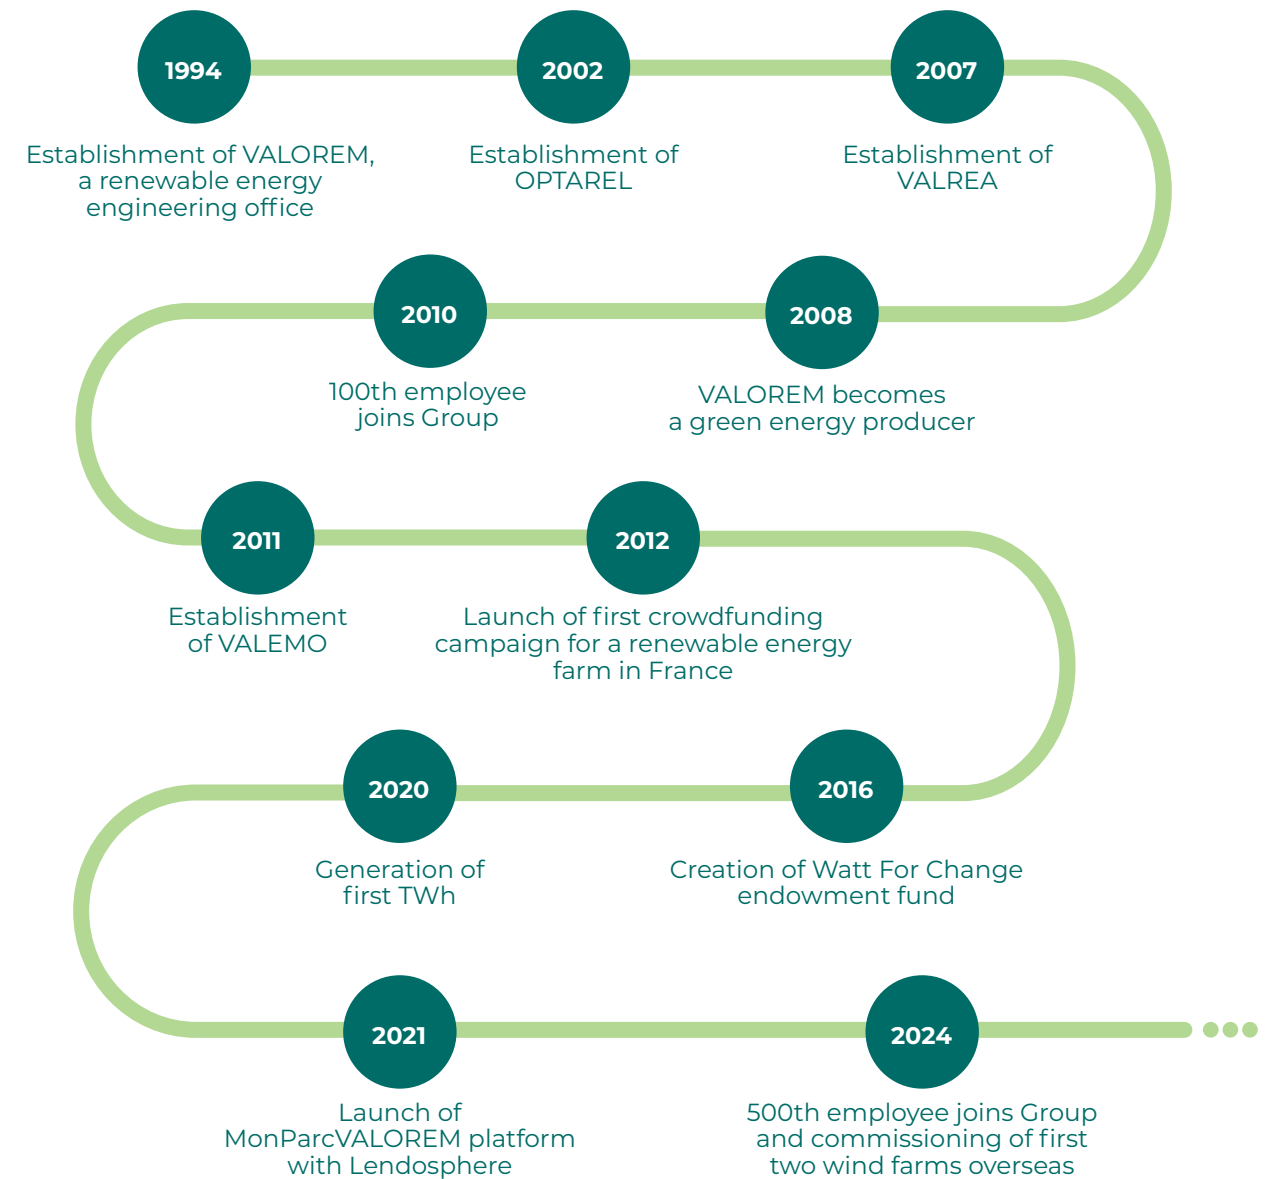 1994
Establishment of VALOREM,
a renewable energy
engineering office
2002
Establishment of
OPTAREL
2007
Establishment of
VALREA
2008
VALOREM becomes
a green energy producer
2010
100th employee
joins Group
2011
Establishment
of VALEMO
2012
Launch of first crowdfunding
campaign for a renewable energy
farm in France
2016
Creation of Watt For Change
endowment fund
2020
Generation of
first TWh
2021
Launch of
MonParcVALOREM platform
with Lendosphere
2024
500th employee joins Group
and commissioning of first
two wind farms overseas